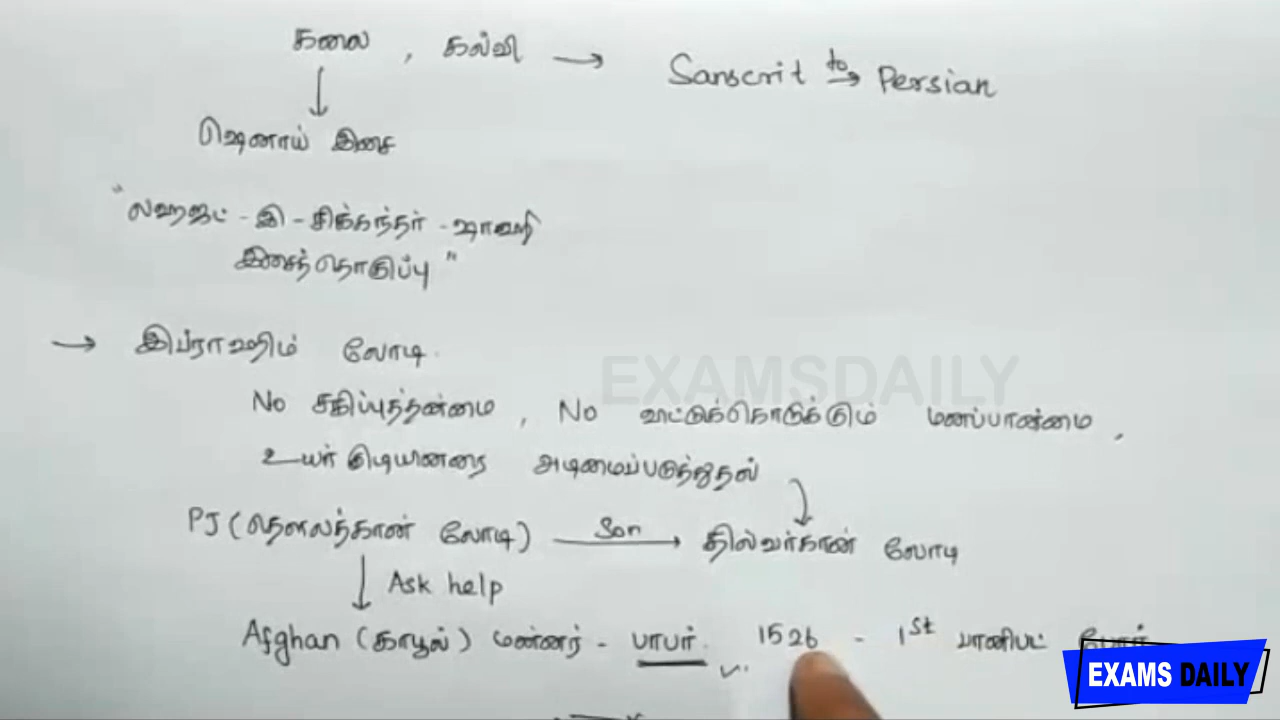 கலை , கல்வி → Sanscrit to → Persian
↓
ஷெனாய் இசை
"லஹஜட் - இ - சிக்கந்தர் - ஷாஹி
இசைத்தொகுப்பு"
→ இப்ராஹிம் லோடி.
No சகிப்புத்தன்மை , No விட்டுக்கொடுக்கும் மனப்பான்மை ,
உயர் குடியினரை அடிமைப்படுத்துதல்
PJ (தௌலத்கான் லோடி) Son → தில்வர்கான் லோடி
↓ Ask help
Afghan (காபூல்) மன்னர் - பாபர். 1526 - 1st பானிபட் போர்
EXAMSDAILY
EXAMS DAILY